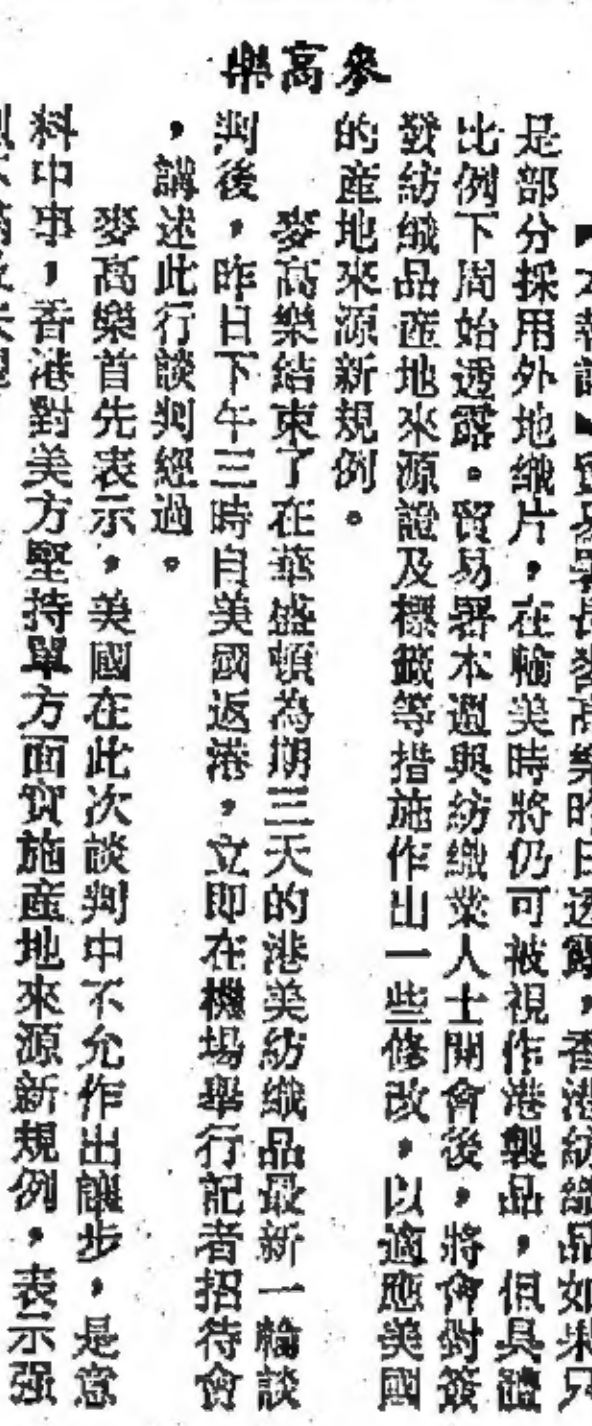 麥高樂
【本報訊】貿易署長麥高樂昨日透露，香港紡織品如果只
是部分採用外地織片，在輸美時將仍可被視作港製品，但具體
比例下周始透露。貿易署本週與紡織業人士開會後，將會對簽
發紡織品產地來源證及標籤等措施作出一些修改，以適應美國
的產地來源新規例。
麥高樂結束了在華盛頓為期三天的港美紡織品最新一輪談
判後，昨日下午三時自美國返港，立即在機場舉行記者招待會
，講述此行談判經過。
麥高樂首先表示，美國在此次談判中不允作出讓步，是意
料中事，香港對美方堅持單方面實施產地來源新規例，表示强